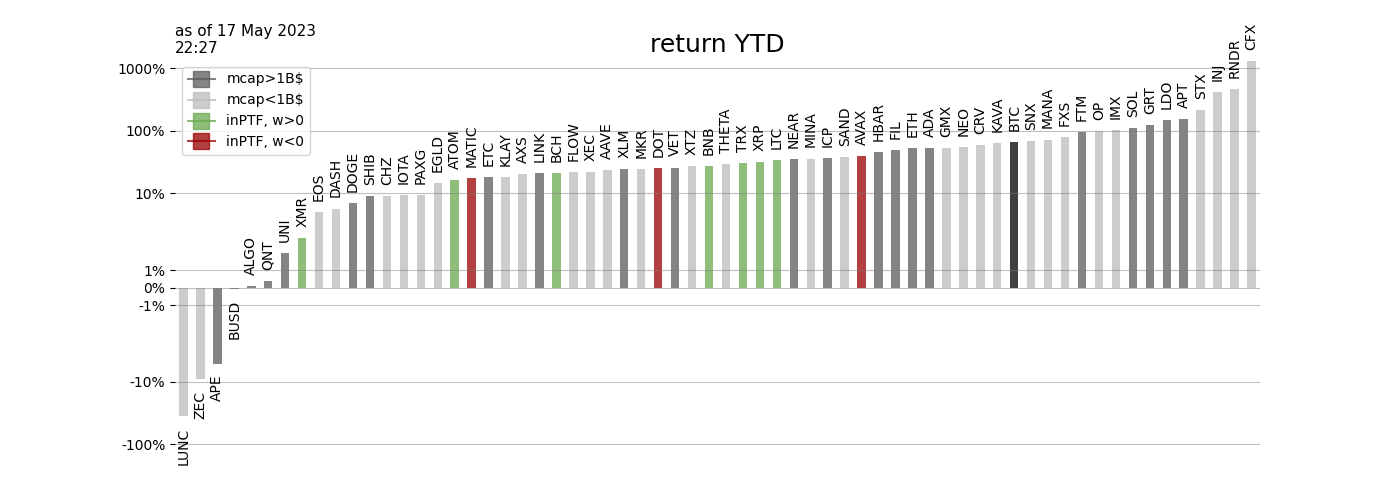 as of 17 May 2023
22:27
return YTD
mcap>1B$
mcap<1B$
inPTF, w>0
inPTF, w<0
1000%
100%
10%
1%
0%
-1%
-10%
-100%
LUNC
ZEC
APE
BUSD
ALGO
QNT
UNI
XMR
EOS
DASH
DOGE
SHIB
CHZ
IOTA
PAXG
EGLD
ATOM
MATIC
ETC
KLAY
AXS
LINK
BCH
FLOW
XEC
AAVE
XLM
MKR
DOT
VET
XTZ
BNB
THETA
TRX
XRP
LTC
NEAR
MINA
ICP
SAND
AVAX
HBAR
FIL
ETH
ADA
GMX
NEO
CRV
KAVA
BTC
SNX
MANA
FXS
FTM
OP
IMX
SOL
GRT
LDO
APT
STX
INJ
RNDR
CFX